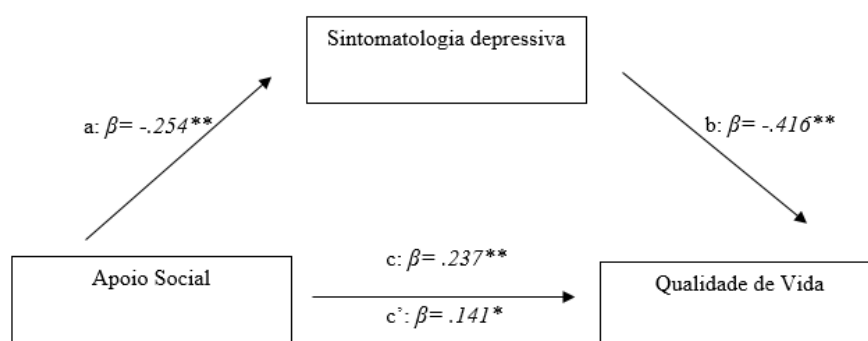 Sintomatologia depressiva
a: β= -.254**
b: β= -.416**
c: β= .237**
Apoio Social
Qualidade de Vida
c’: β= .141*